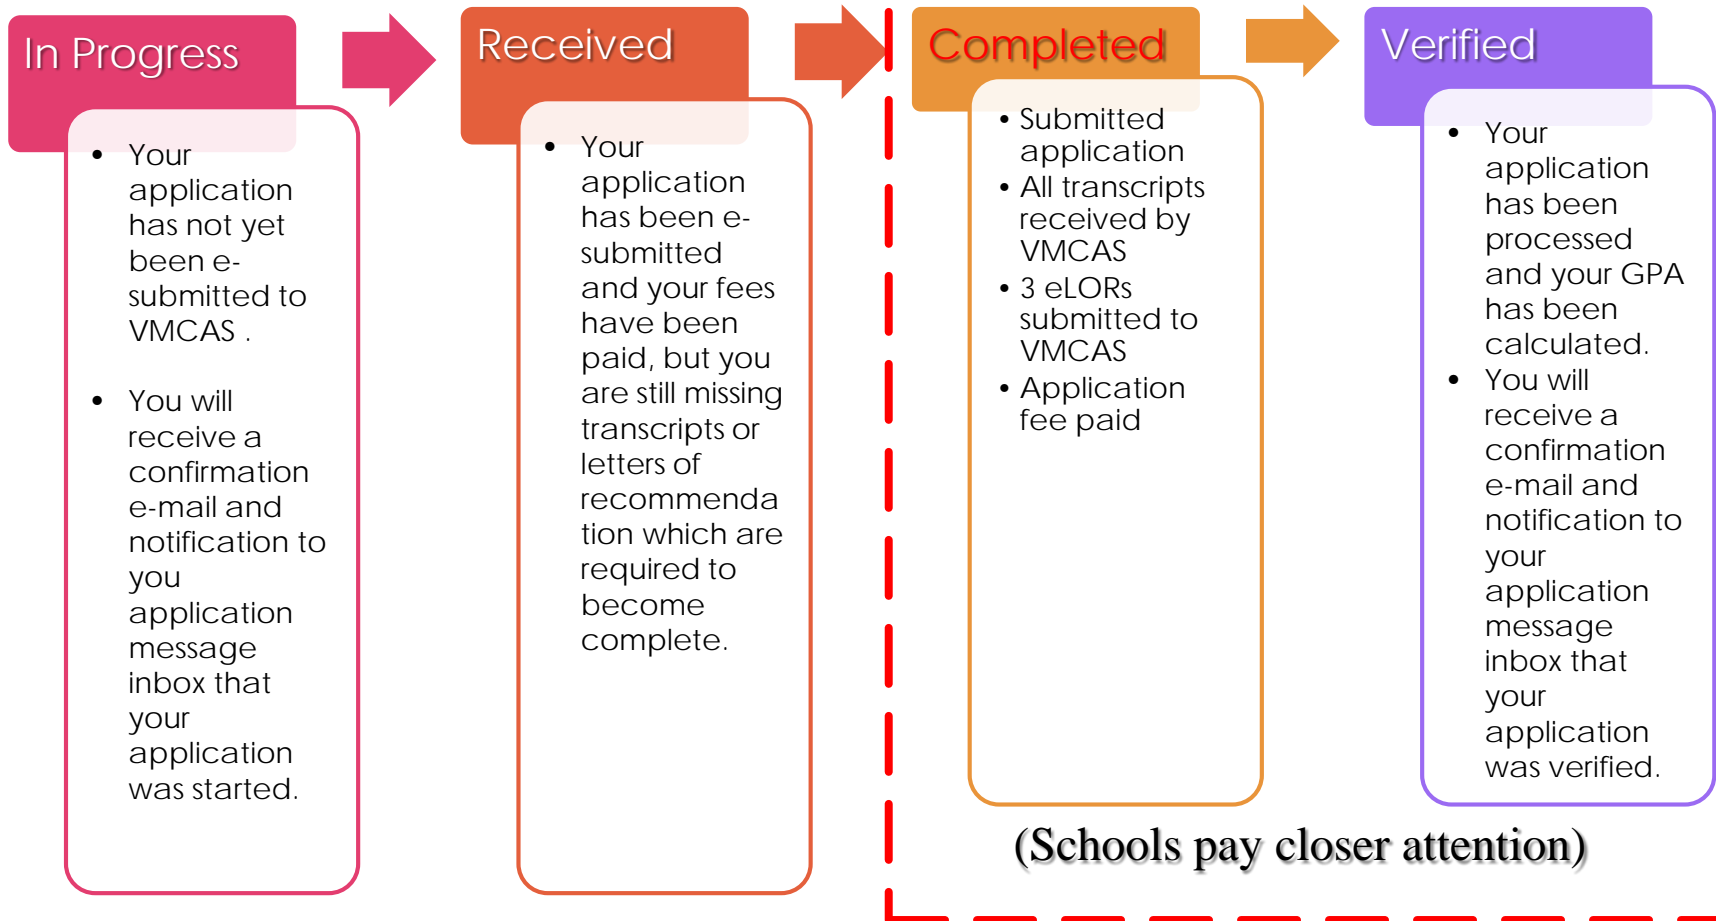 In Progress
• Your
application
has not yet
been e-
submitted to
VMCAS .
• You will
receive a
confirmation
e-mail and
notification to
you
application
message
inbox that
your
application
was started.
Received
• Your
application
has been e-
submitted
and your fees
have been
paid, but you
are still missing
transcripts or
letters of
recommenda
tion which are
required to
become
complete.
Completed
• Submitted
application
• All transcripts
received by
VMCAS
• 3 eLORs
submitted to
VMCAS
• Application
fee paid
Verified
• Your
application
has been
processed
and your GPA
has been
calculated.
• You will
receive a
confirmation
e-mail and
notification to
your
application
message
inbox that
your
application
was verified.
(Schools pay closer attention)